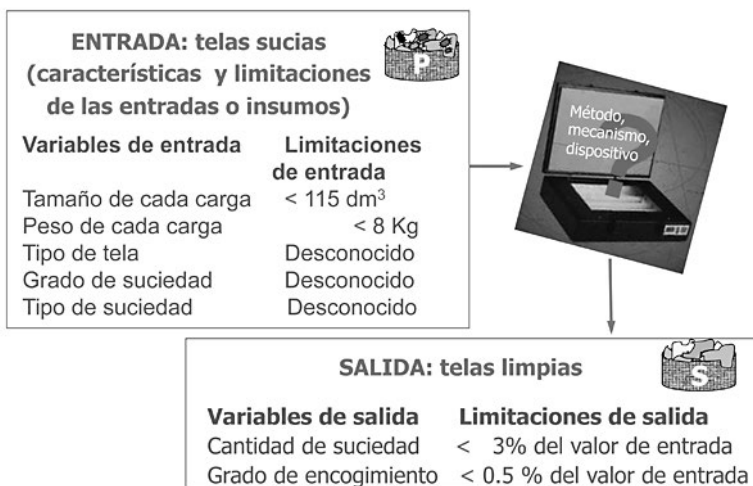 ENTRADA: telas sucias
(características y limitaciones
de las entradas o insumos)
P
Variables de entrada Limitaciones
de entrada
Tamaño de cada carga < 115 dm³
Peso de cada carga < 8 Kg
Tipo de tela Desconocido
Grado de suciedad Desconocido
Tipo de suciedad Desconocido
?
Método,
mecanismo,
dispositivo
SALIDA: telas limpias
S
Variables de salida Limitaciones de salida
Cantidad de suciedad < 3% del valor de entrada
Grado de encogimiento < 0.5 % del valor de entrada